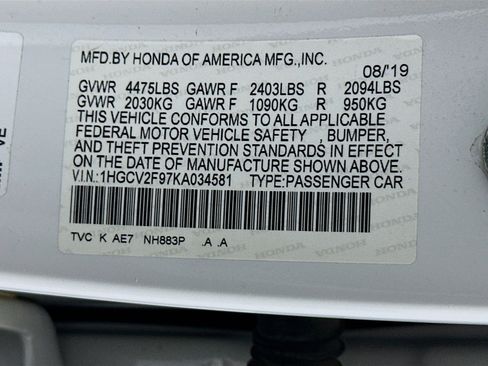 MFD.BY HONDA OF AMERICA MFG.,INC.
08/'19
GVWR 4475LBS GAWR F 2403LBS R 2094LBS
GVWR 2030KG GAWR F 1090KG R 950KG
THIS VEHICLE CONFORMS TO ALL APPLICABLE
FEDERAL MOTOR VEHICLE SAFETY , BUMPER,
AND THEFT PREVENTION STANDARDS IN EFFECT
ON THE DATE OF MANUFACTURE SHOWN ABOVE.
V.I.N.:1HGCV2F97KA034581 TYPE:PASSENGER CAR
TVC K AE7 NH883P .A .A